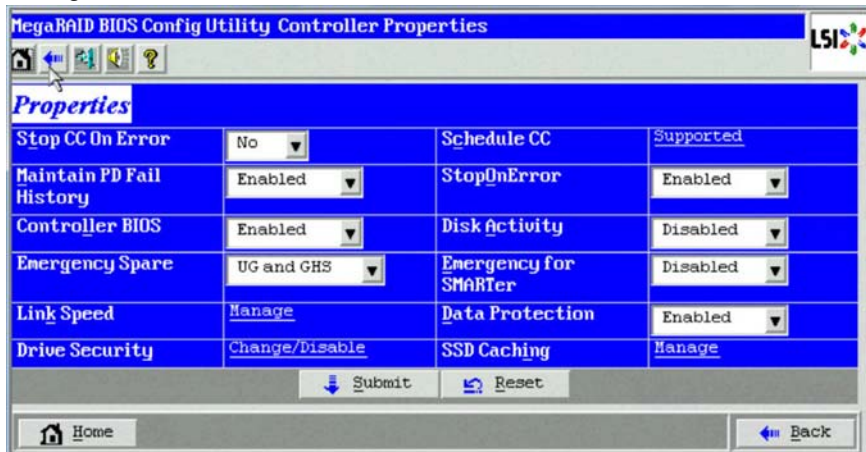 MegaRAID BIOS Config Utility Controller Properties
LSI
Properties
Stop CC On Error No Schedule CC Supported
Maintain PD Fail History Enabled StopOnError Enabled
Controller BIOS Enabled Disk Activity Disabled
Emergency Spare UG and GHS Emergency for SMARTer Disabled
Link Speed Manage Data Protection Enabled
Drive Security Change/Disable SSD Caching Manage
Submit Reset
Home Back